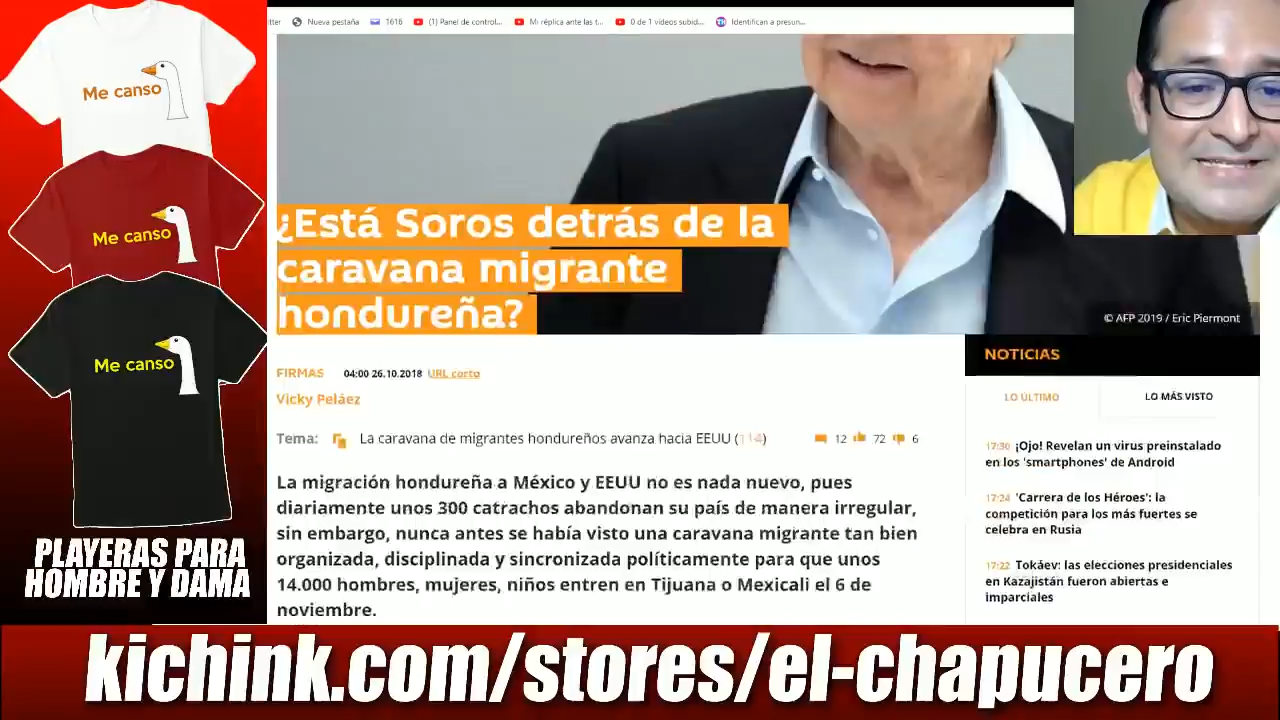 itter
Nueva pestaña
1616
(1) Panel de control...
Mi réplica ante las t...
0 de 1 vídeos subid...
Identifican a presun...
Me canso
Me canso
Me canso
PLAYERAS PARA
HOMBRE Y DAMA
¿Está Soros detrás de la
caravana migrante
hondureña?
© AFP 2019 / Eric Piermont
FIRMAS 04:00 26.10.2018 URL corto
Vicky Peláez
Tema: La caravana de migrantes hondureños avanza hacia EEUU (114) 12 72 6
La migración hondureña a México y EEUU no es nada nuevo, pues
diariamente unos 300 catrachos abandonan su país de manera irregular,
sin embargo, nunca antes se había visto una caravana migrante tan bien
organizada, disciplinada y sincronizada políticamente para que unos
14.000 hombres, mujeres, niños entren en Tijuana o Mexicali el 6 de
noviembre.
NOTICIAS
LO ÚLTIMO LO MÁS VISTO
17:30 ¡Ojo! Revelan un virus preinstalado
en los 'smartphones' de Android
17:24 'Carrera de los Héroes': la
competición para los más fuertes se
celebra en Rusia
17:22 Tokáev: las elecciones presidenciales
en Kazajistán fueron abiertas e
imparciales
kichink.com/stores/el-chapucero